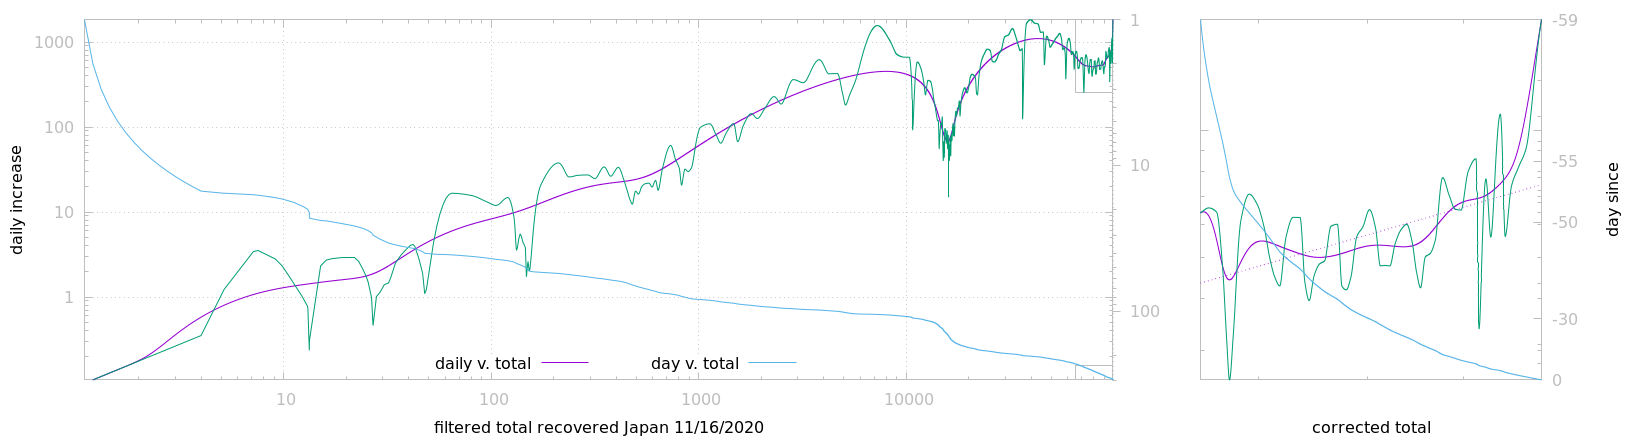 daily increase
1000
100
10
1
10
100
1000
10000
1
10
100
daily v. total
day v. total
filtered total recovered Japan 11/16/2020
-59
-55
-50
-30
0
day since
corrected total